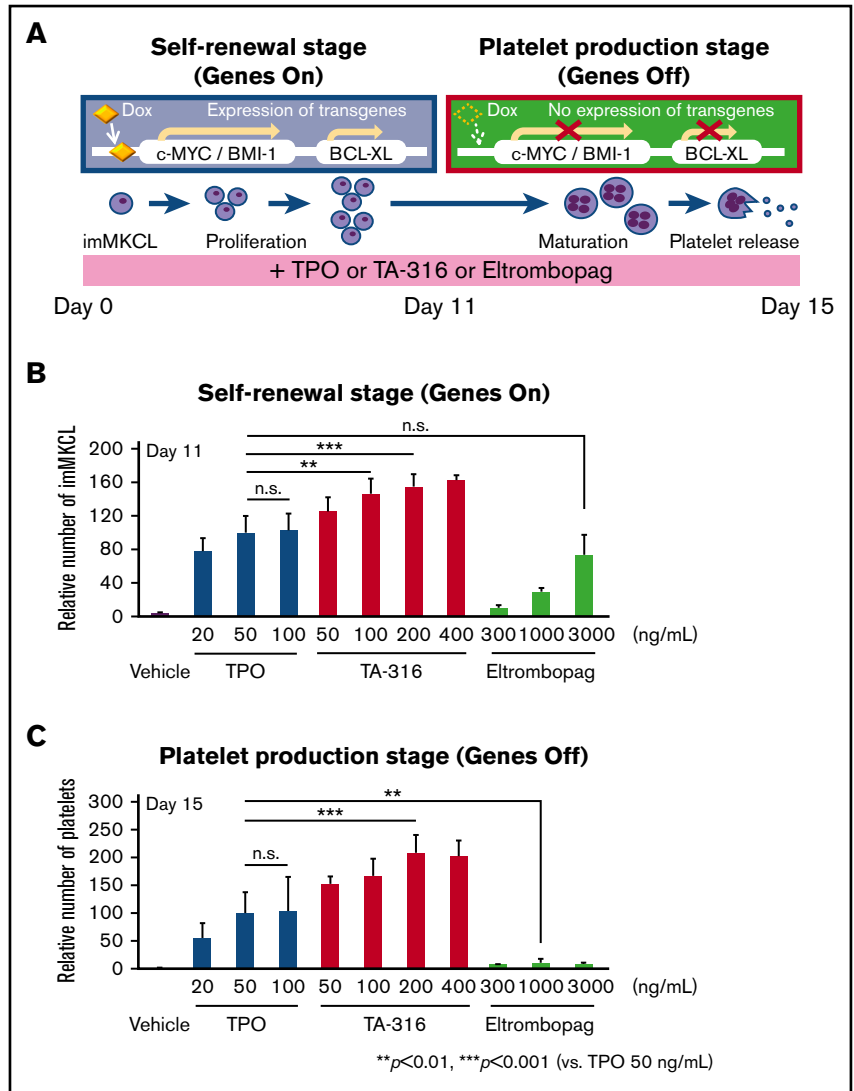 A
Self-renewal stage
(Genes On)
Platelet production stage
(Genes Off)
Dox
Expression of transgenes
c-MYC / BMI-1
BCL-XL
Dox
No expression of transgenes
c-MYC / BMI-1
BCL-XL
imMKCL
Proliferation
Maturation
Platelet release
+ TPO or TA-316 or Eltrombopag
Day 0
Day 11
Day 15
B
Self-renewal stage (Genes On)
Relative number of imMKCL
200
160
120
80
40
0
Day 11
n.s.
***
**
n.s.
20 50 100 50 100 200 400 300 1000 3000 (ng/mL)
Vehicle TPO TA-316 Eltrombopag
C
Platelet production stage (Genes Off)
Relative number of platelets
300
250
200
150
100
50
0
Day 15
**
***
n.s.
20 50 100 50 100 200 400 300 1000 3000 (ng/mL)
Vehicle TPO TA-316 Eltrombopag
**p<0.01, ***p<0.001 (vs. TPO 50 ng/mL)